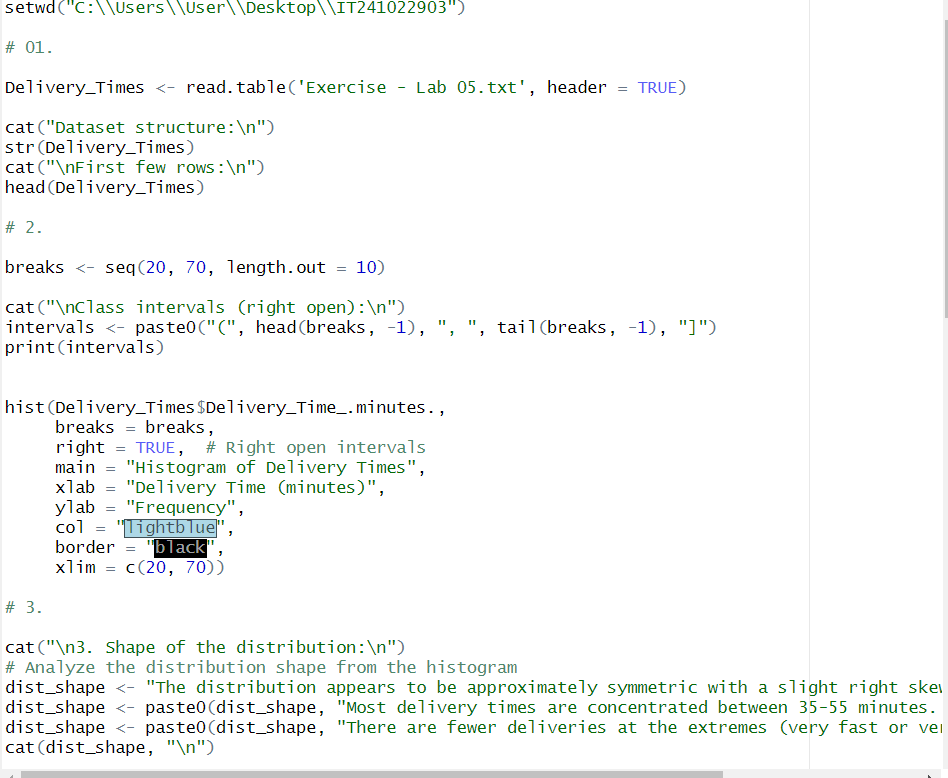 setwd("C:\\Users\\User\\Desktop\\IT241022903")
# 01.
Delivery_Times <- read.table('Exercise - Lab 05.txt', header = TRUE)
cat("Dataset structure:\n")
str(Delivery_Times)
cat("\nFirst few rows:\n")
head(Delivery_Times)
# 2.
breaks <- seq(20, 70, length.out = 10)
cat("\nClass intervals (right open):\n")
intervals <- paste0("(", head(breaks, -1), ", ", tail(breaks, -1), "]")
print(intervals)
hist(Delivery_Times$Delivery_Time_.minutes.,
breaks = breaks,
right = TRUE,  # Right open intervals
main = "Histogram of Delivery Times",
xlab = "Delivery Time (minutes)",
ylab = "Frequency",
col = "lightblue",
border = "black",
xlim = c(20, 70))
# 3.
cat("\n3. Shape of the distribution:\n")
# Analyze the distribution shape from the histogram
dist_shape <- "The distribution appears to be approximately symmetric with a slight right
dist_shape <- paste0(dist_shape, "Most delivery times are concentrated between 35-55 minutes.
dist_shape <- paste0(dist_shape, "There are fewer deliveries at the extremes (very fast or
cat(dist_shape, "\n")